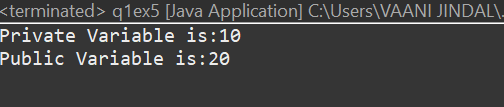 <terminated> q1ex5 [Java Application] C:\Users\VAANI JINDAL\.
Private Variable is:10
Public Variable is:20